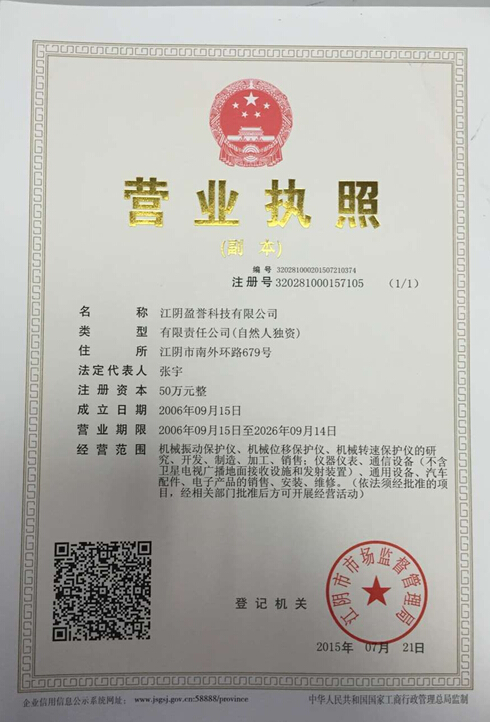 营业执照
(副 本)
编 号 320281000201507210374
注册号 320281000157105 (1/1)
名 称 江阴盈誉科技有限公司
类 型 有限责任公司(自然人独资)
住 所 江阴市南外环路679号
法定代表人 张宇
注 册 资 本 50万元整
成 立 日 期 2006年09月15日
营 业 期 限 2006年09月15日至2026年09月14日
经 营 范 围 机械振动保护仪、机械位移保护仪、机械转速保护仪的研
究、开发、制造、加工、销售；仪器仪表、通信设备（不含
卫星电视广播地面接收设施和发射装置）、通用设备、汽车
配件、电子产品的销售、安装、维修。（依法须经批准的项
目，经相关部门批准后方可开展经营活动）
江阴市市场监督管理局
登 记 机 关
2015年 07月 21日
企业信用信息公示系统网址: www.jsgsj.gov.cn:58888/province
中华人民共和国国家工商行政管理总局监制